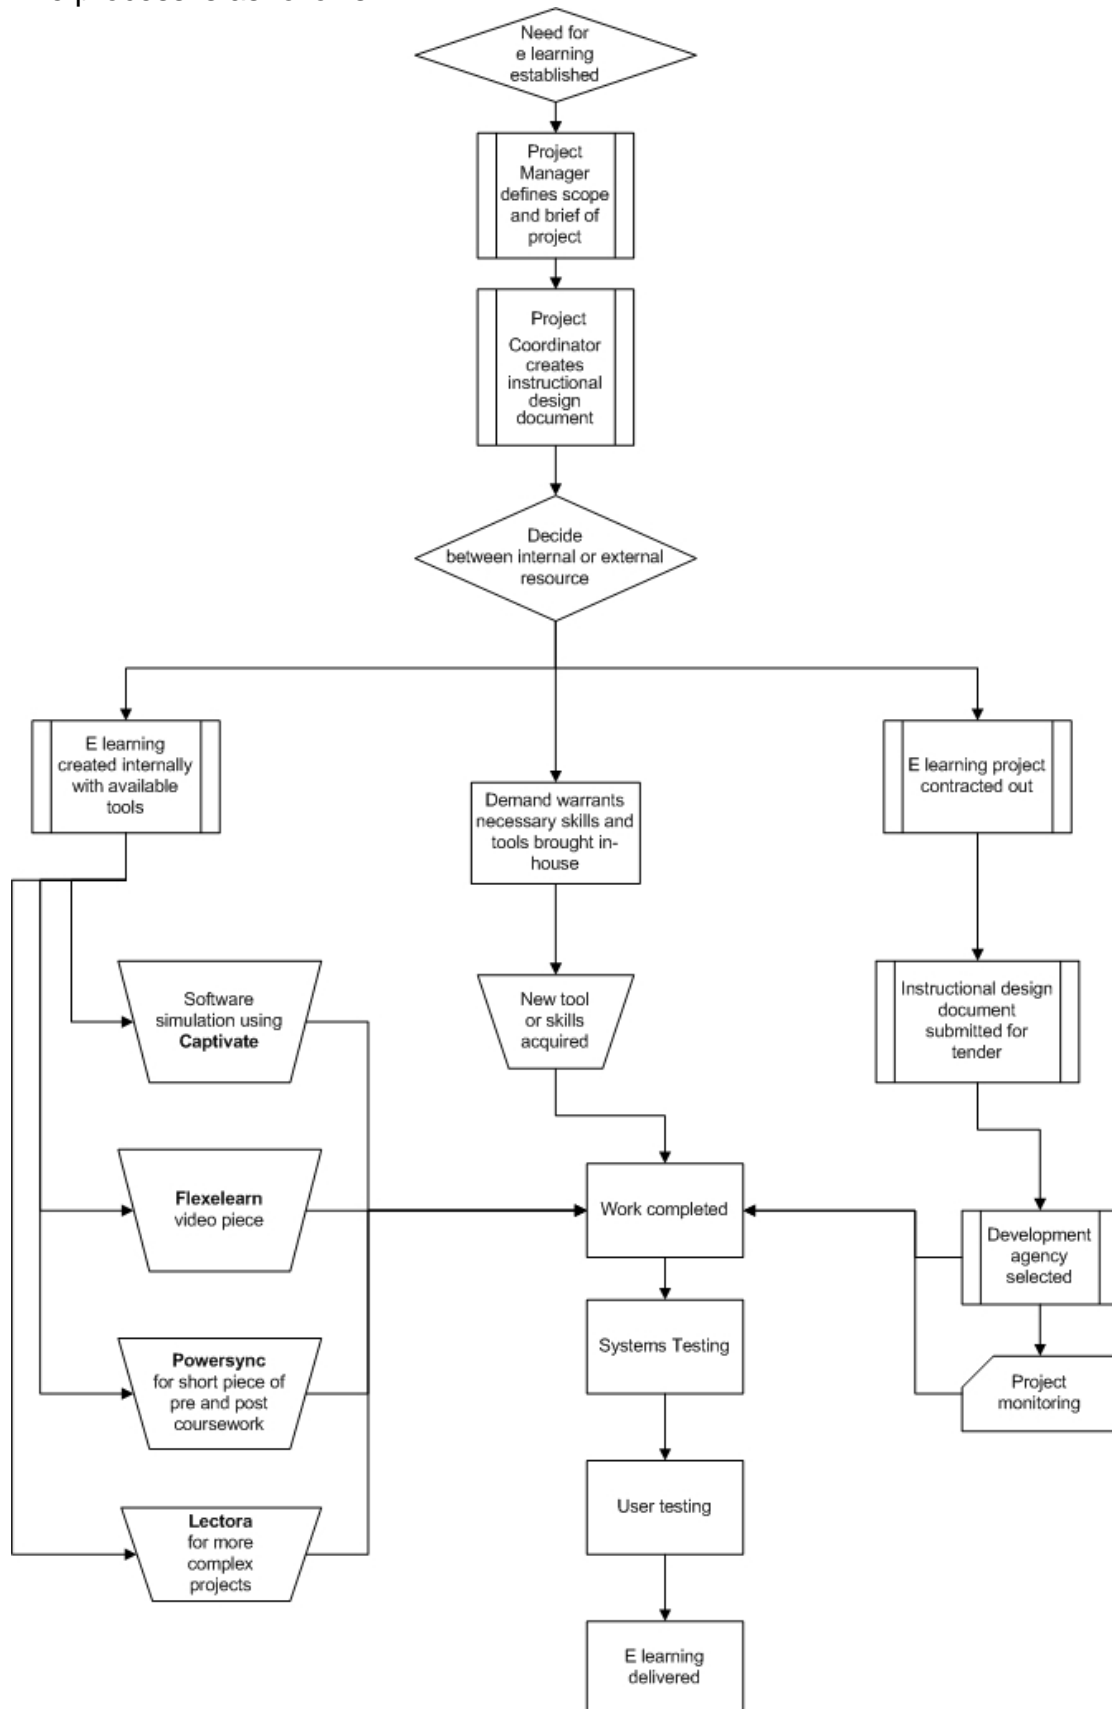 Need for
e learning
established
Project
Manager
defines scope
and brief of
project
Project
Coordinator
creates
instructional
design
document
Decide
between internal or external
resource
E learning
created internally
with available
tools
Demand warrants
necessary skills and
tools brought in-
house
E learning project
contracted out
Software
simulation using
Captivate
New tool
or skills
acquired
Instructional design
document
submitted for
tender
Flexelearn
video piece
Work completed
Development
agency
selected
Powersync
for short piece of
pre and post
coursework
Systems Testing
Project
monitoring
Lectora
for more
complex
projects
User testing
E learning
delivered